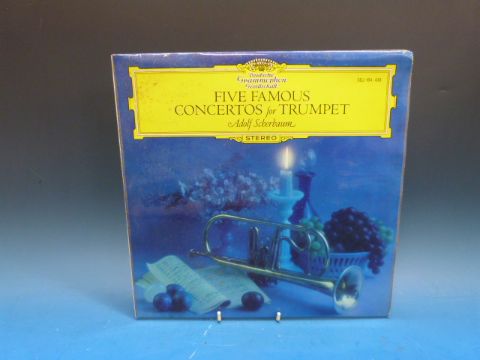 Deutsche
Grammophon
Gesellschaft
FIVE FAMOUS
CONCERTOS for TRUMPET
Adolf Scherbaum
STEREO